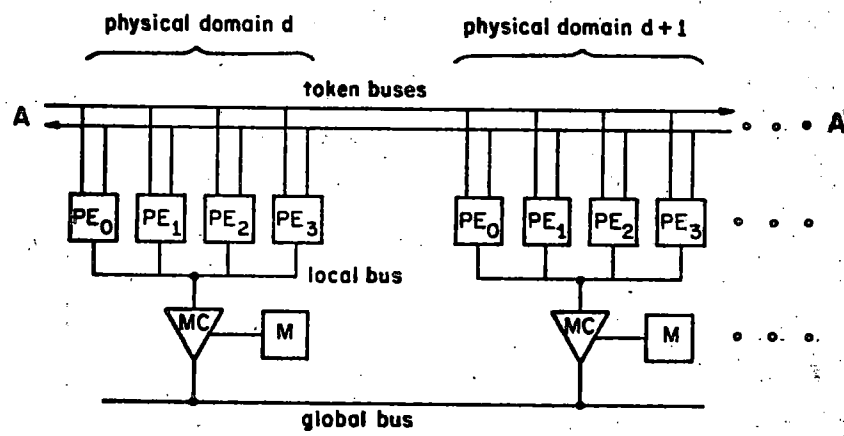 physical domain d physical domain d+1
token buses
A A
PE0 PE1 PE2 PE3 PE0 PE1 PE2 PE3
local bus
MC M MC M
global bus